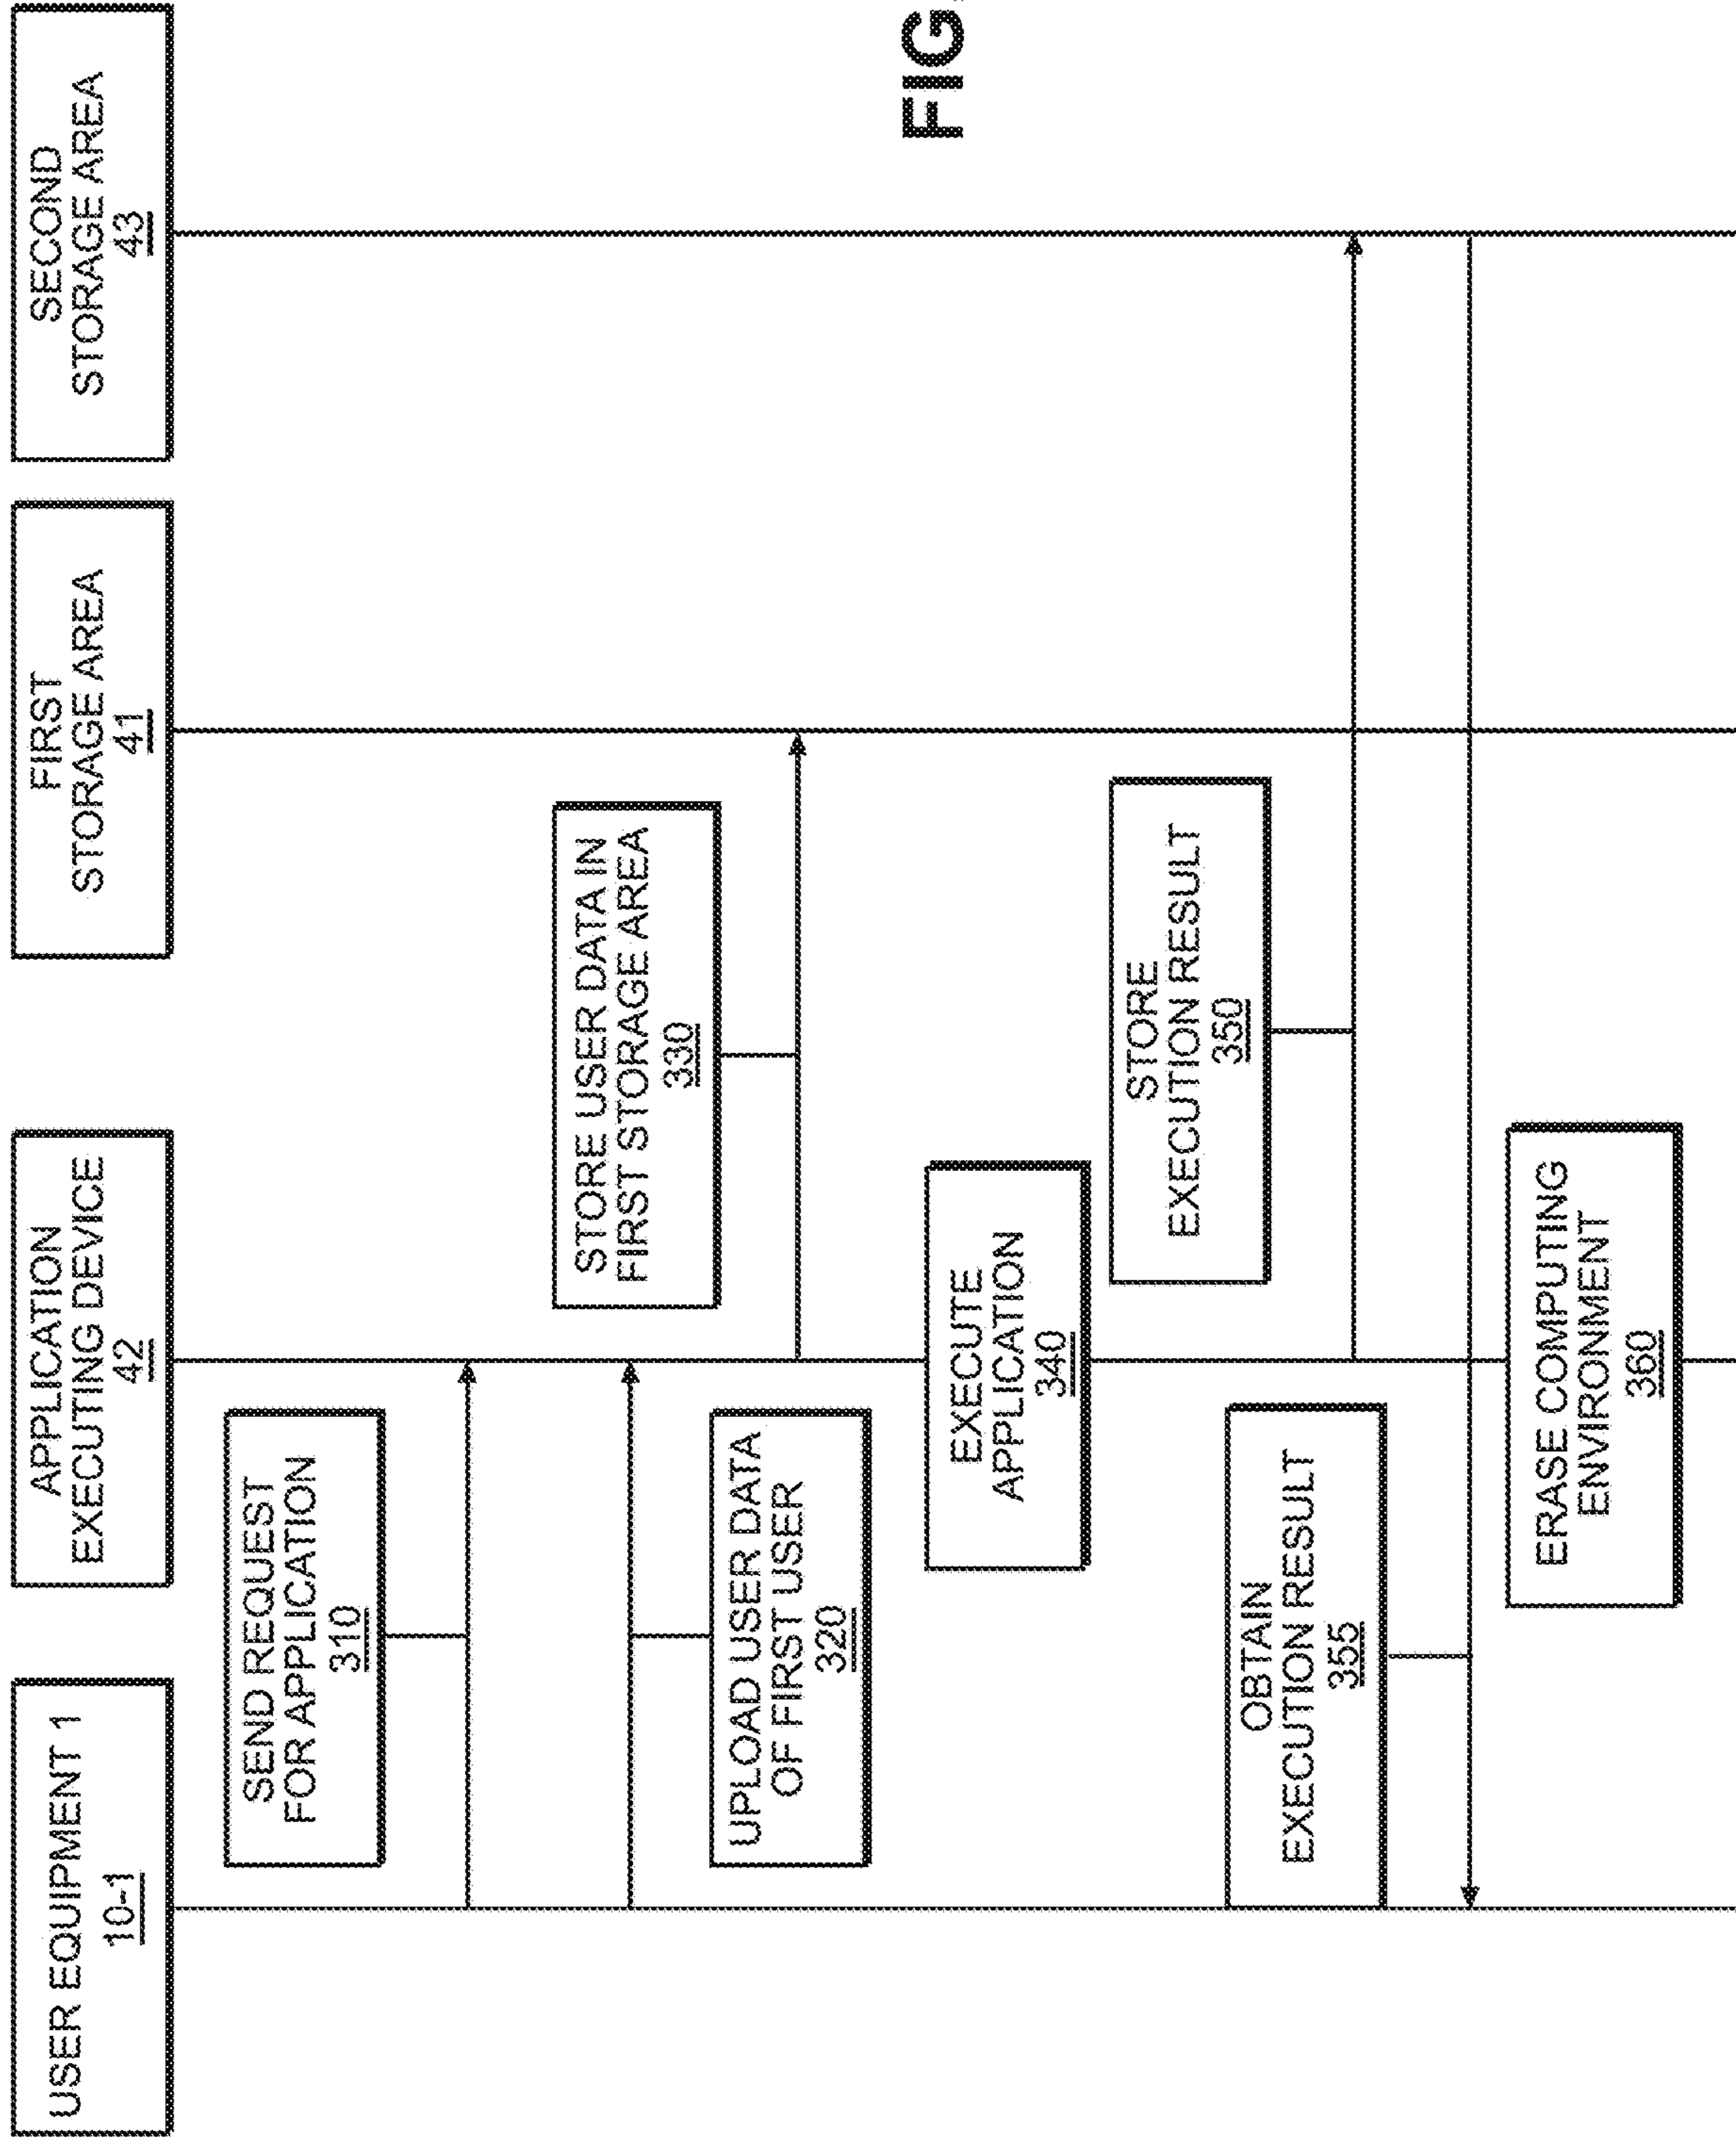 USER EQUIPMENT 1
10-1
APPLICATION
EXECUTING DEVICE
42
FIRST
STORAGE AREA
41
SECOND
STORAGE AREA
43
SEND REQUEST
FOR APPLICATION
310
UPLOAD USER DATA
OF FIRST USER
320
STORE USER DATA IN
FIRST STORAGE AREA
330
EXECUTE
APPLICATION
340
STORE
EXECUTION RESULT
350
OBTAIN
EXECUTION RESULT
355
ERASE COMPUTING
ENVIRONMENT
360
FIG.